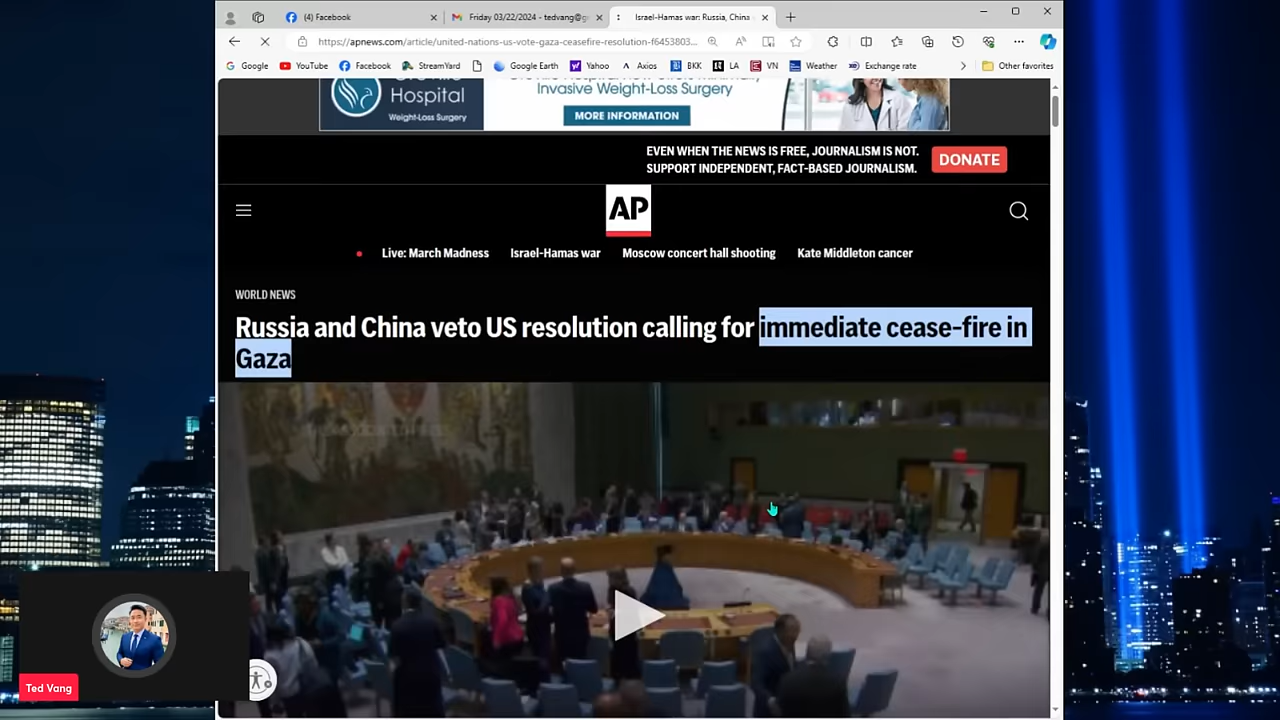 (4) Facebook
Friday 03/22/2024 - tedvang@g
Israel-Hamas war: Russia, China
https://apnews.com/article/united-nations-us-vote-gaza-ceasefire-resolution-f6453803...
Google
YouTube
Facebook
StreamYard
Google Earth
Yahoo
Axios
BKK
LA
VN
Weather
Exchange rate
Other favorites
Hospital
Weight-Loss Surgery
Invasive Weight-Loss Surgery
MORE INFORMATION
EVEN WHEN THE NEWS IS FREE, JOURNALISM IS NOT.
SUPPORT INDEPENDENT, FACT-BASED JOURNALISM.
DONATE
AP
Live: March Madness
Israel-Hamas war
Moscow concert hall shooting
Kate Middleton cancer
WORLD NEWS
Russia and China veto US resolution calling for immediate cease-fire in
Gaza
Ted Vang